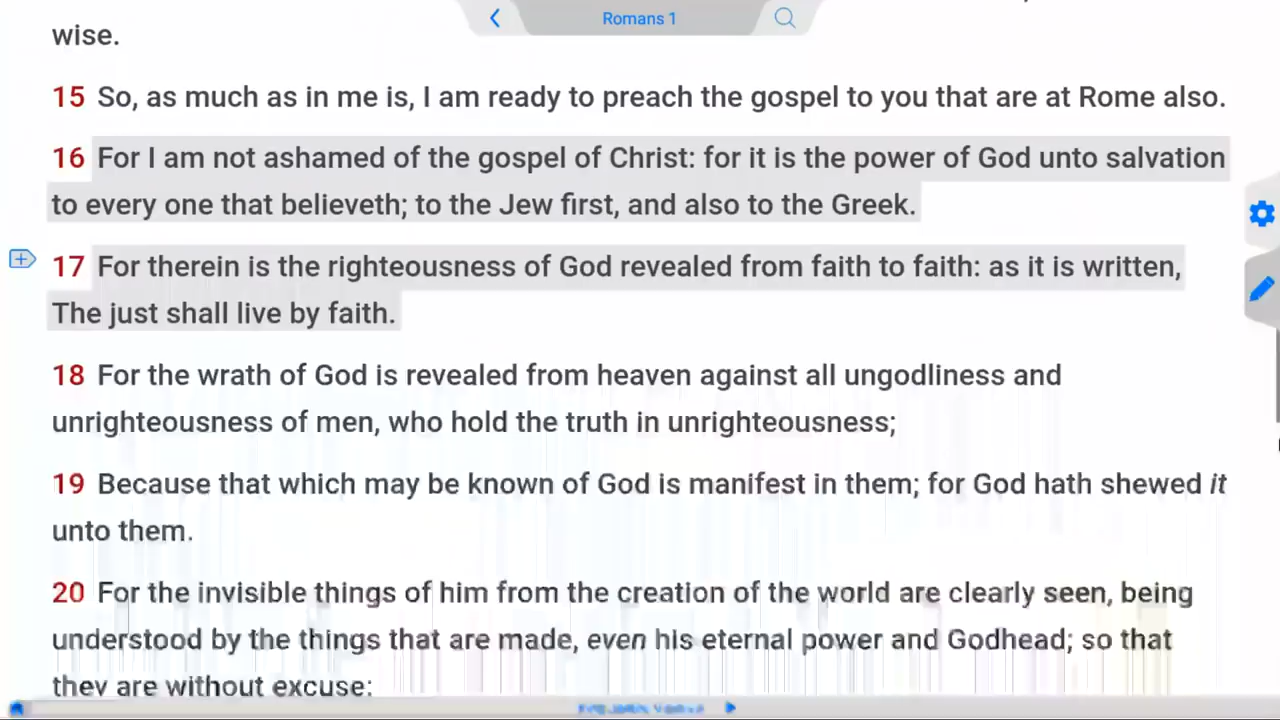 Romans 1
wise.
15 So, as much as in me is, I am ready to preach the gospel to you that are at Rome also.
16 For I am not ashamed of the gospel of Christ: for it is the power of God unto salvation
to every one that believeth; to the Jew first, and also to the Greek.
17 For therein is the righteousness of God revealed from faith to faith: as it is written,
The just shall live by faith.
18 For the wrath of God is revealed from heaven against all ungodliness and
unrighteousness of men, who hold the truth in unrighteousness;
19 Because that which may be known of God is manifest in them; for God hath shewed it
unto them.
20 For the invisible things of him from the creation of the world are clearly seen, being
understood by the things that are made, even his eternal power and Godhead; so that
they are without excuse: